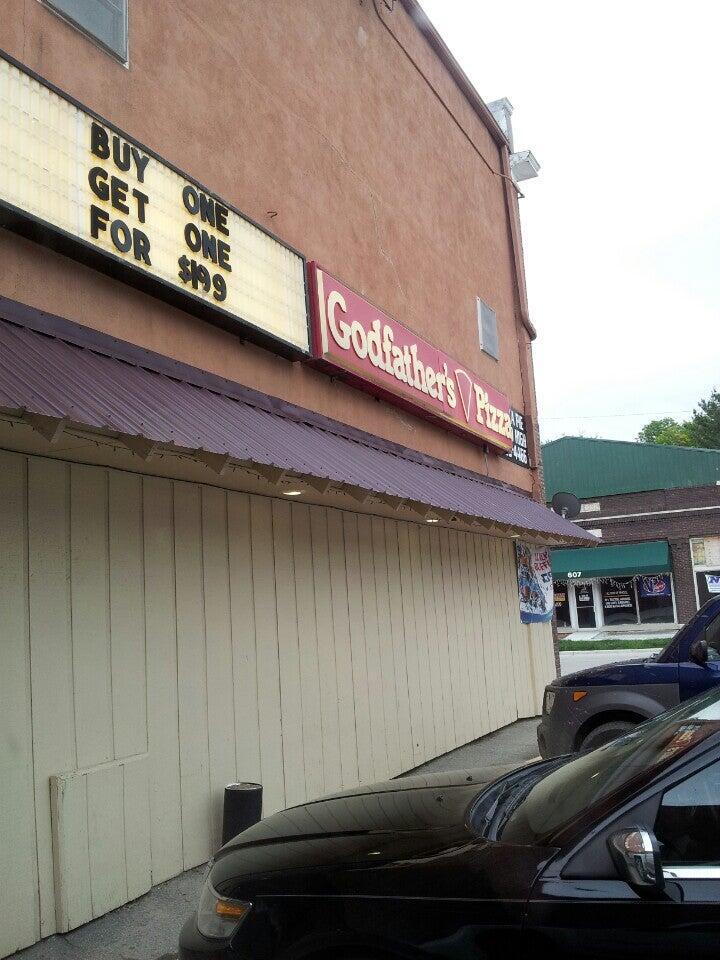 BUY ONE
GET ONE
FOR $199
Godfather's Pizza
607